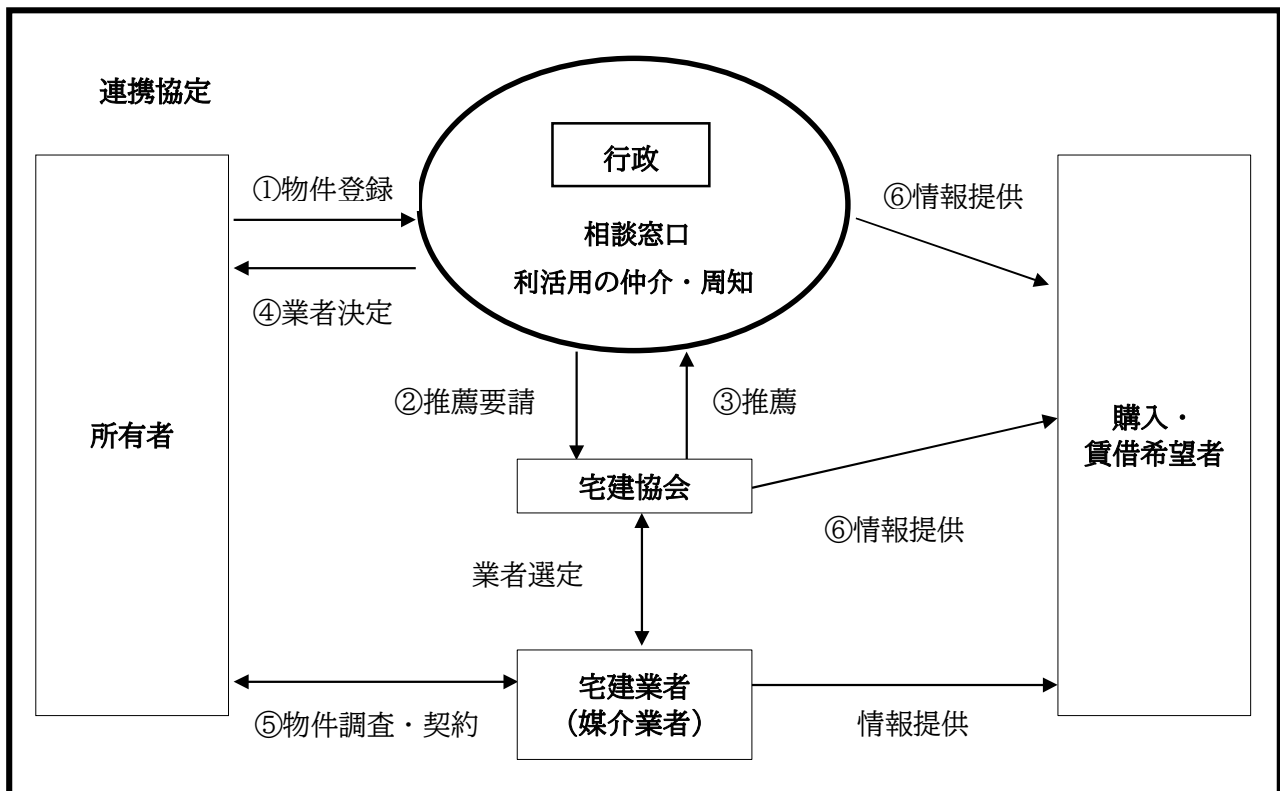 連携協定
行政
①物件登録
⑥情報提供
相談窓口
利活用の仲介・周知
④業者決定
②推薦要請
③推薦
所有者
購入・
賃借希望者
宅建協会
⑥情報提供
業者選定
宅建業者
（媒介業者）
⑤物件調査・契約
情報提供